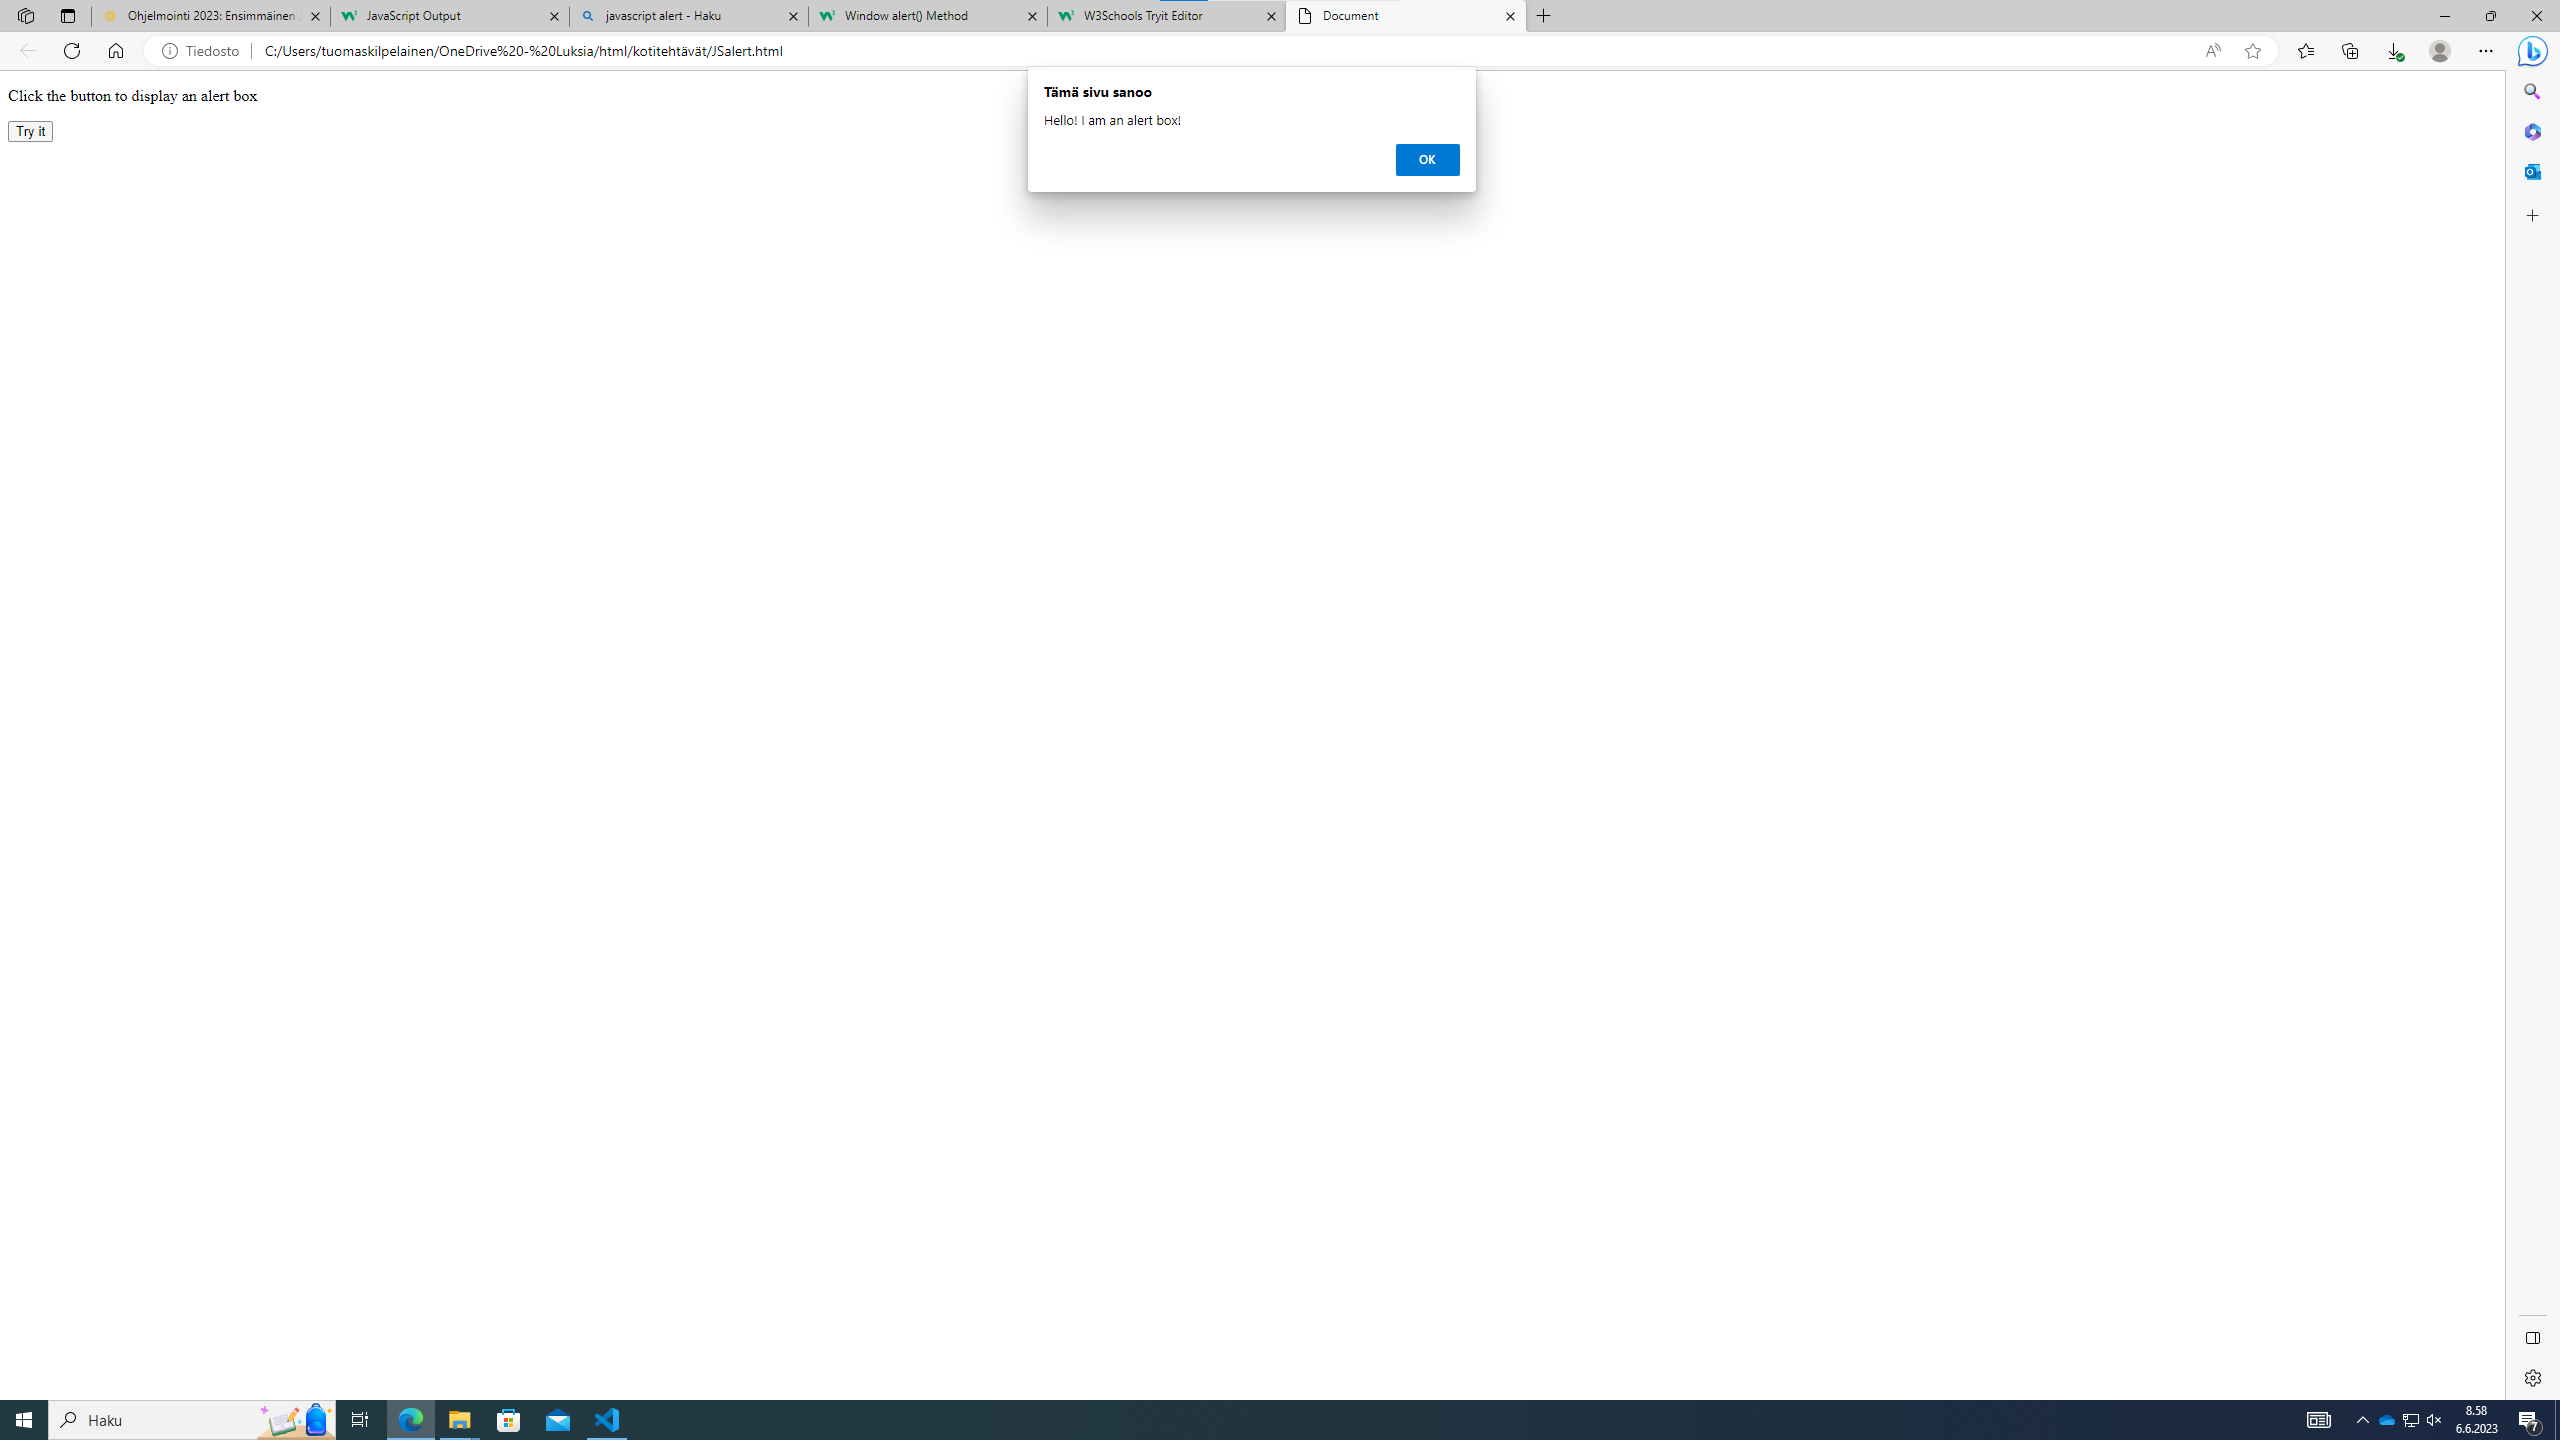 Ohjelmointi 2023: Ensimmäinen J
JavaScript Output
javascript alert - Haku
Window alert() Method
W3Schools Tryit Editor
Document
Tiedosto
C:/Users/tuomaskilpelainen/OneDrive%20-%20Luksia/html/kotitehtävät/JSalert.html
Click the button to display an alert box
Try it
Tämä sivu sanoo
Hello! I am an alert box!
OK
Haku
8.58
6.6.2023
7